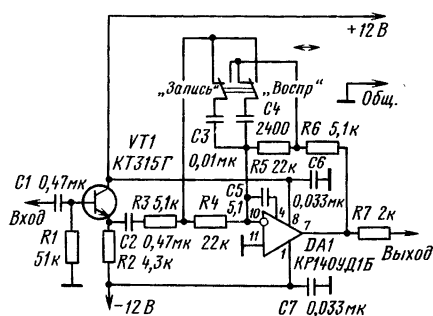 +12 В
„Запись"
„Воспр"
Общ.
C4
2400
R6 5,1к
VT1
КТ315Г
C3
0,01мк
R5 22к
C6
0,033мк
C1 0,47мк
R3 5,1к
R4
C5
5,1
10
4
8
7
R7 2к
Вход
R1
51к
C2 0,47мк
22к
11
1
DA1
КР140УД1Б
Выход
R2 4,3к
-12В
C7
0,033мк